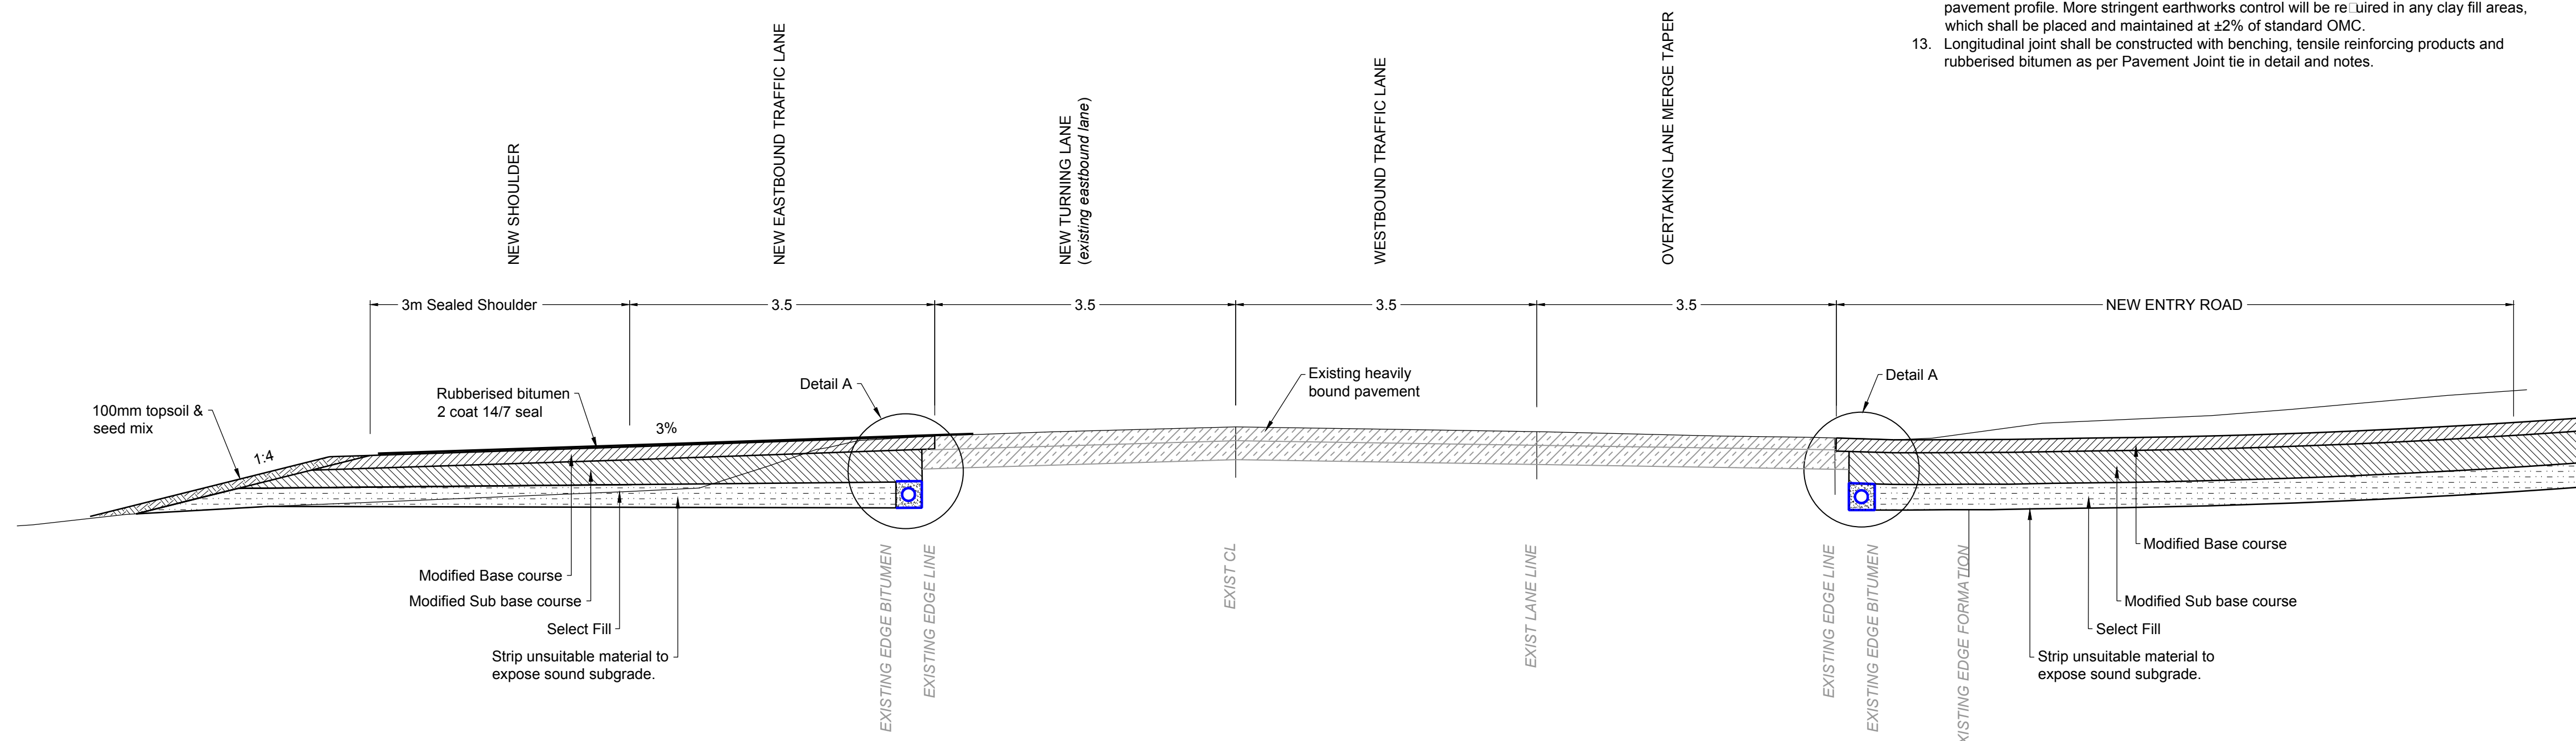 pavement profile. More stringent earthworks control will be re□uired in any clay fill areas,
which shall be placed and maintained at ±2% of standard OMC.
13. Longitudinal joint shall be constructed with benching, tensile reinforcing products and
rubberised bitumen as per Pavement Joint tie in detail and notes.
NEW SHOULDER
NEW EASTBOUND TRAFFIC LANE
NEW TURNING LANE
(existing eastbound lane)
WESTBOUND TRAFFIC LANE
OVERTAKING LANE MERGE TAPER
3m Sealed Shoulder
3.5
3.5
3.5
3.5
NEW ENTRY ROAD
100mm topsoil &
seed mix
1:4
Rubberised bitumen
2 coat 14/7 seal
3%
Detail A
Existing heavily
bound pavement
Detail A
Modified Base course
Modified Sub base course
Select Fill
Strip unsuitable material to
expose sound subgrade.
EXISTING EDGE BITUMEN
EXISTING EDGE LINE
EXIST CL
EXIST LANE LINE
EXISTING EDGE LINE
EXISTING EDGE BITUMEN
XISTING EDGE FORMATION
Modified Base course
Modified Sub base course
Select Fill
Strip unsuitable material to
expose sound subgrade.